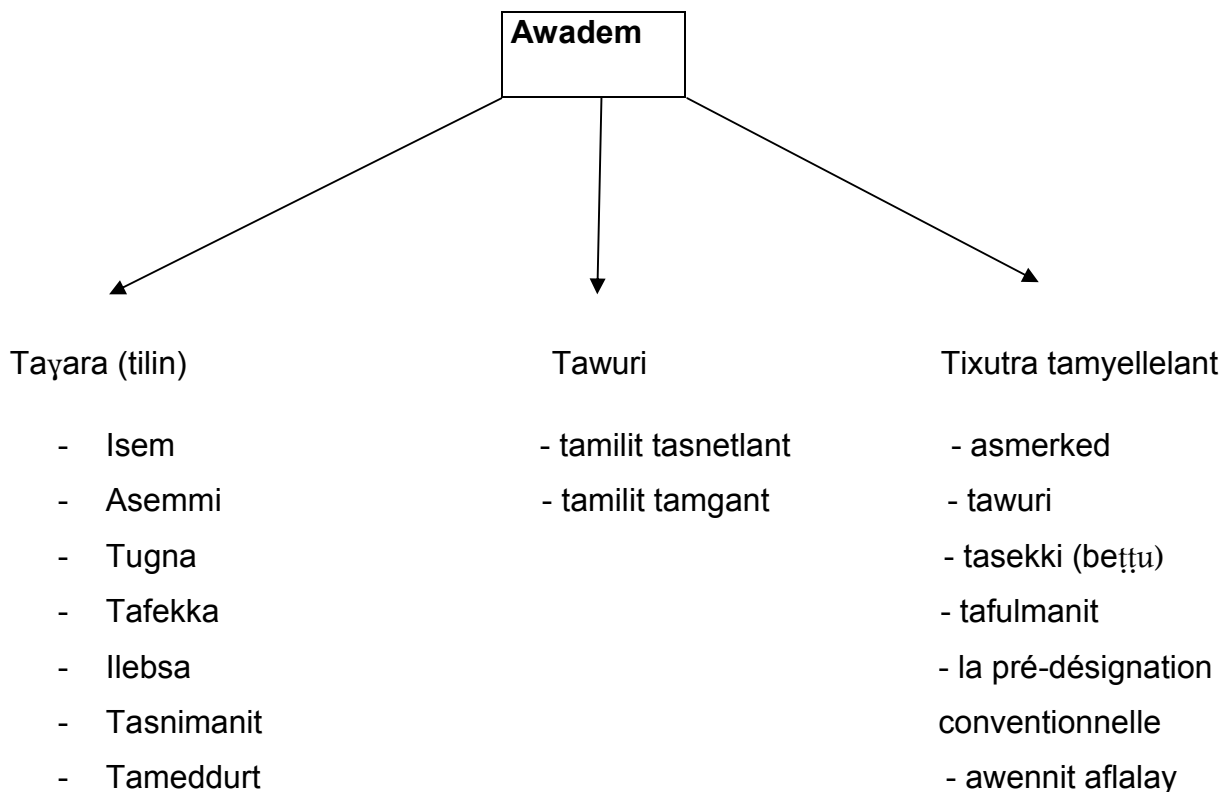 Awadem
Taɣara (tilin)
- Isem
- Asemmi
- Tugna
- Tafekka
- Ilebsa
- Tasnimanit
- Tameddurt
Tawuri
- tamilit tasnetlant
- tamilit tamgant
Tixutra tamyellelant
- asmerked
- tawuri
- tasekki (beṭṭu)
- tafulmanit
- la pré-désignation
conventionnelle
- awennit aflalay